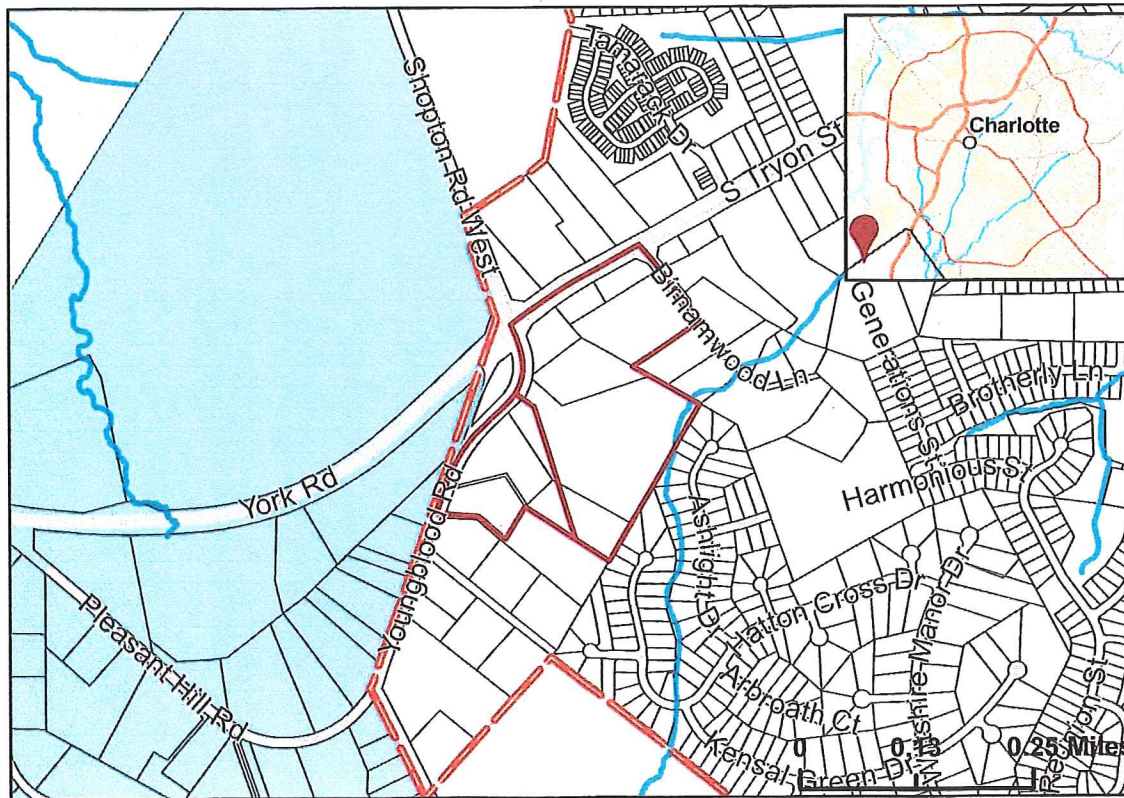 Tamarack Dr
Shopton Rd West
S Tryon St
Charlotte
Birnamwood Ln
Generations St
Brotherly Ln
Harmonious St
York Rd
Youngblood Rd
Ashlight Dr
Hatton Cross Dr
Pleasant Hill Rd
Arbroath Ct
Wilshire Manor Dr
Kensal Green Dr
0 0.13 0.25 Miles